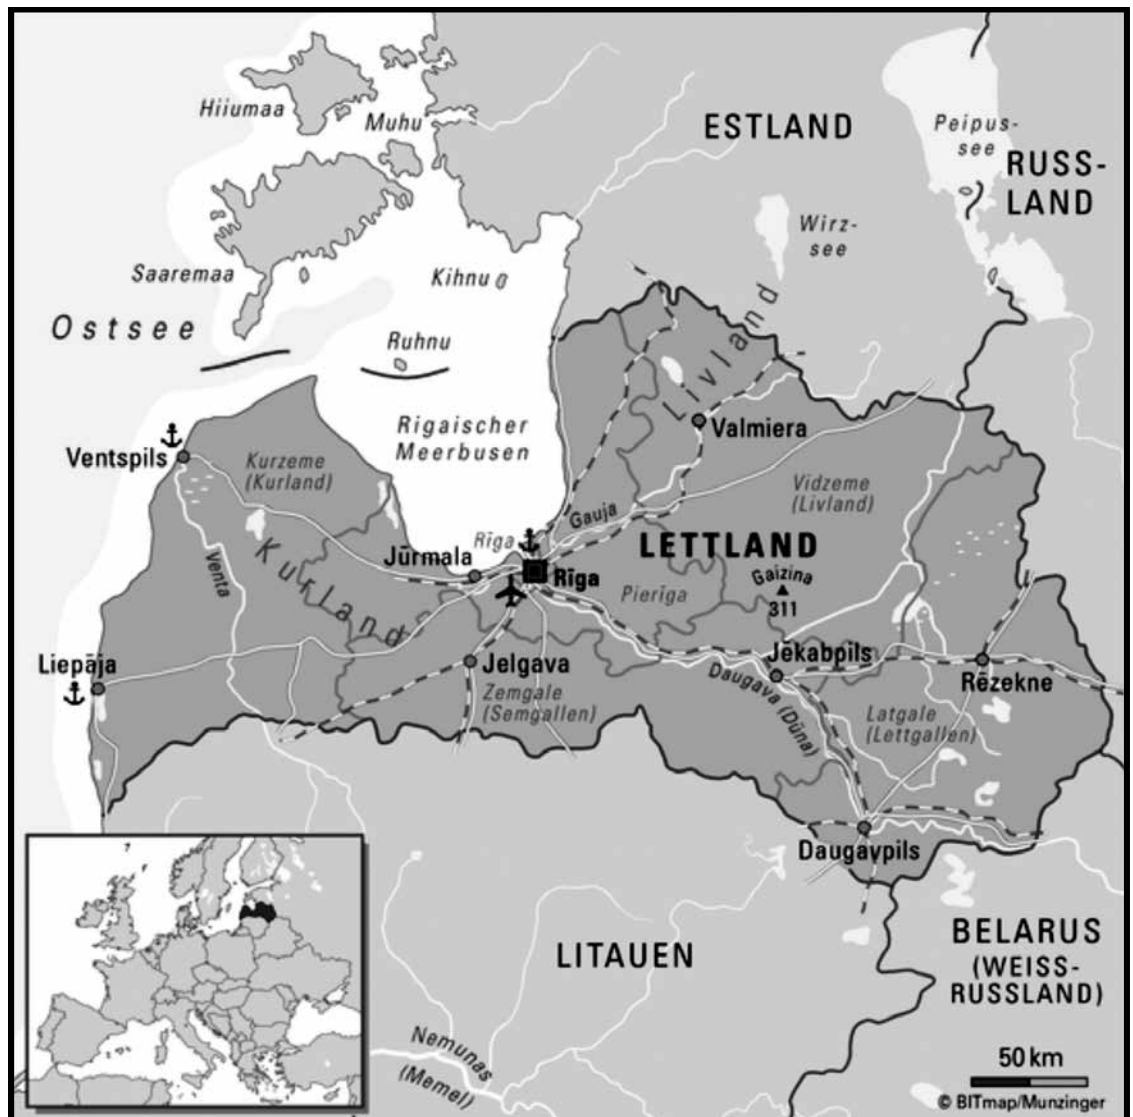 Hiiumaa
Muhu
ESTLAND
Peipus-
see
RUSS-
LAND
Wirz-
see
Saaremaa
Kihnu
Ostsee
Ruhnu
Livland
Rigaischer
Meerbusen
Valmiera
Ventspils
Kurzeme
(Kurland)
Vidzeme
(Livland)
Gauja
Rīga
LETTLAND
Kurland
Jūrmala
Rīga
Venta
Pierīga
Gaizina
311
Liepāja
Jelgava
Jēkabpils
Rēzekne
Zemgale
(Semgallen)
Daugava (Düna)
Latgale
(Lettgallen)
Daugavpils
LITAUEN
BELARUS
(WEISS-
RUSSLAND)
Nemunas
(Memel)
50 km
© BITmap/Munzinger